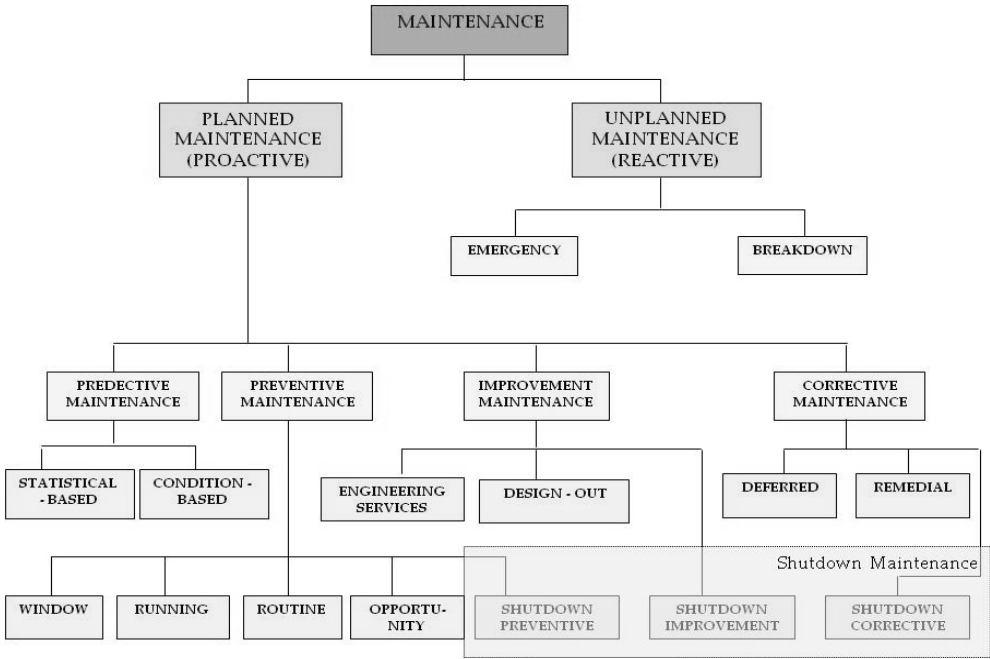 MAINTENANCE
PLANNED
MAINTENANCE
(PROACTIVE)
UNPLANNED
MAINTENANCE
(REACTIVE)
EMERGENCY
BREAKDOWN
PREDECTIVE
MAINTENANCE
PREVENTIVE
MAINTENANCE
IMPROVEMENT
MAINTENANCE
CORRECTIVE
MAINTENANCE
STATISTICAL
- BASED
CONDITION -
BASED
ENGINEERING
SERVICES
DESIGN - OUT
DEFERRED
REMEDIAL
Shutdown Maintenance
WINDOW
RUNNING
ROUTINE
OPPORTU-
NITY
SHUTDOWN
PREVENTIVE
SHUTDOWN
IMPROVEMENT
SHUTDOWN
CORRECTIVE